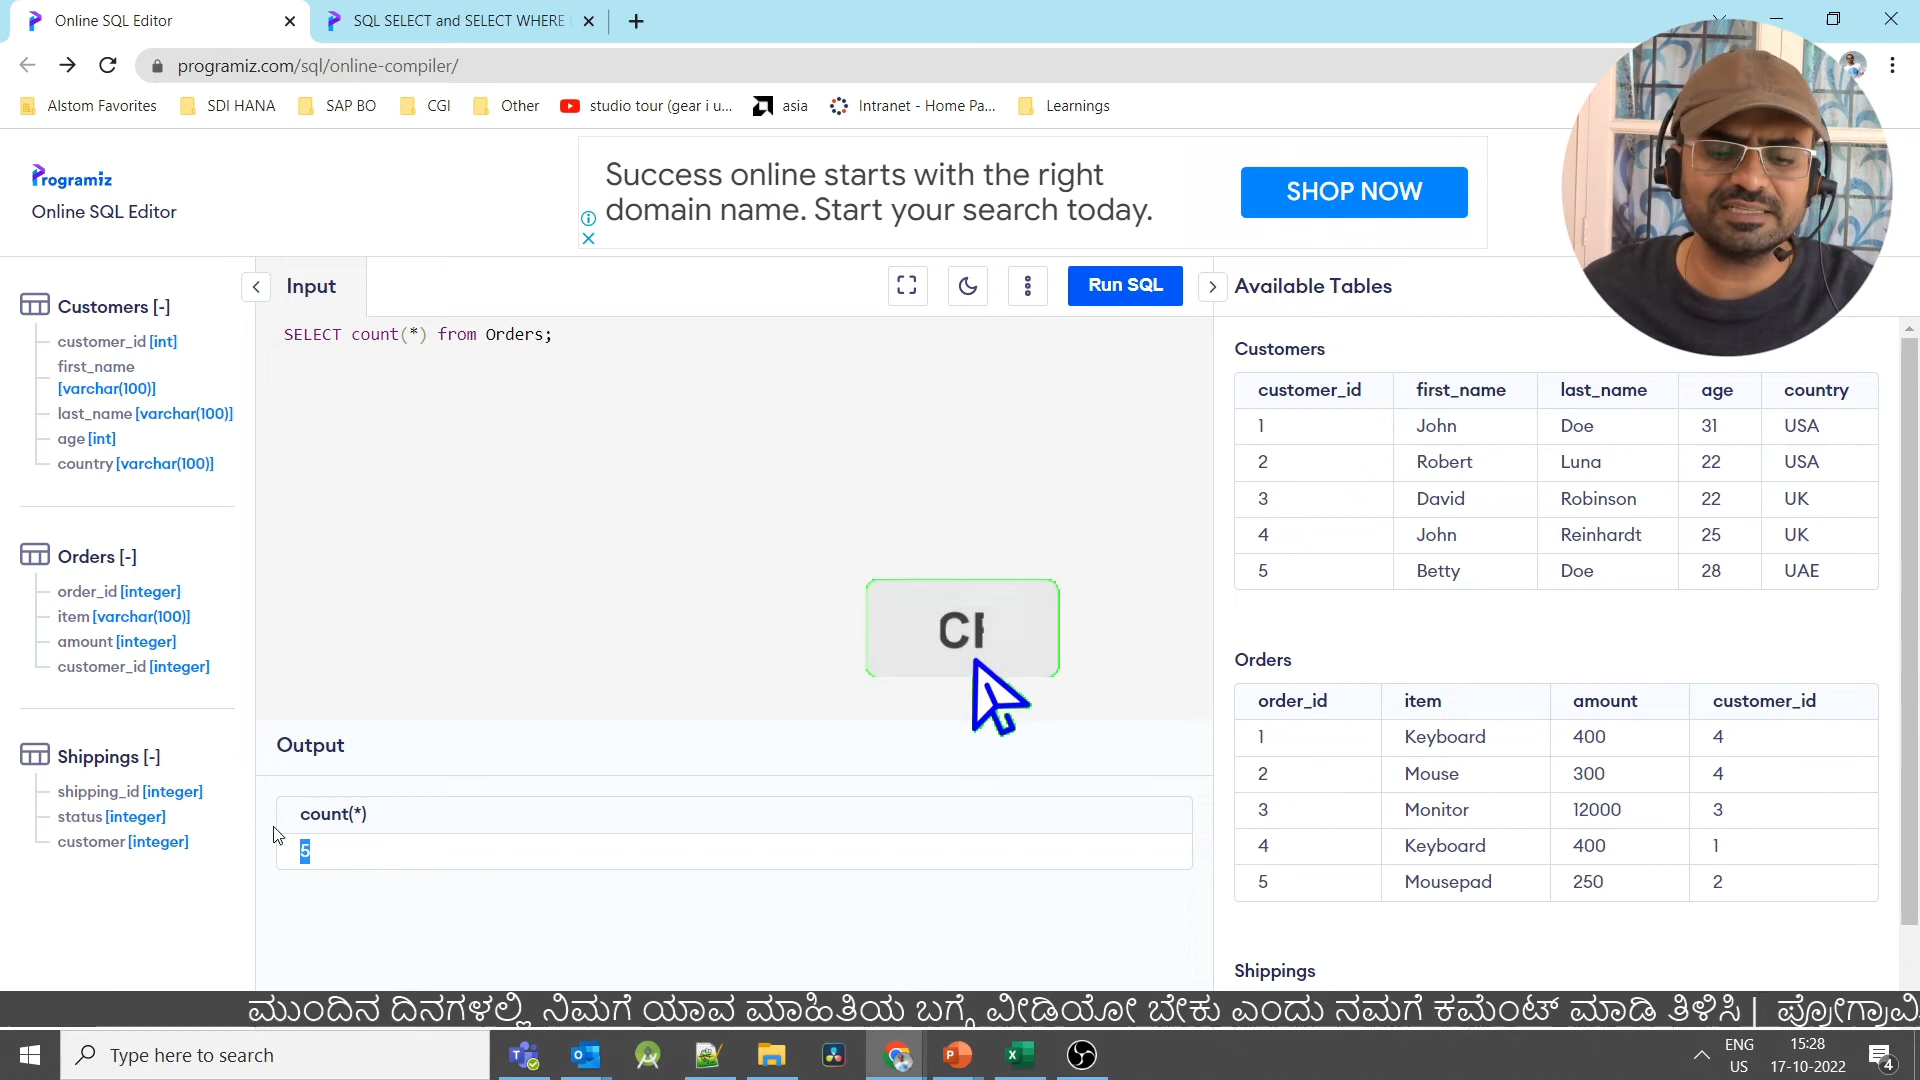 Online SQL Editor
SQL SELECT and SELECT WHERE
programiz.com/sql/online-compiler/
Alstom Favorites
SDI HANA
SAP BO
CGI
Other
studio tour (gear i u...
asia
Intranet - Home Pa...
Learnings
Programiz
Online SQL Editor
Success online starts with the right
domain name. Start your search today.
SHOP NOW
Customers [-]
customer_id [int]
first_name
[varchar(100)]
last_name [varchar(100)]
age [int]
country [varchar(100)]
Orders [-]
order_id [integer]
item [varchar(100)]
amount [integer]
customer_id [integer]
Shippings [-]
shipping_id [integer]
status [integer]
customer [integer]
Input
Run SQL
SELECT count(*) from Orders;
Output
count(*)
5
Available Tables
Customers
customer_id first_name last_name age country
1 John Doe 31 USA
2 Robert Luna 22 USA
3 David Robinson 22 UK
4 John Reinhardt 25 UK
5 Betty Doe 28 UAE
Orders
order_id item amount customer_id
1 Keyboard 400 4
2 Mouse 300 4
3 Monitor 12000 3
4 Keyboard 400 1
5 Mousepad 250 2
Shippings
ಮುಂದಿನ ದಿನಗಳಲ್ಲಿ ನಿಮಗೆ ಯಾವ ಮಾಹಿತಿಯ ಬಗ್ಗೆ ವೀಡಿಯೋ ಬೇಕು ಎಂದು ನಮಗೆ ಕಮೆಂಟ್ ಮಾಡಿ ತಿಳಿಸಿ |
Type here to search
ENG
US
15:28
17-10-2022
4